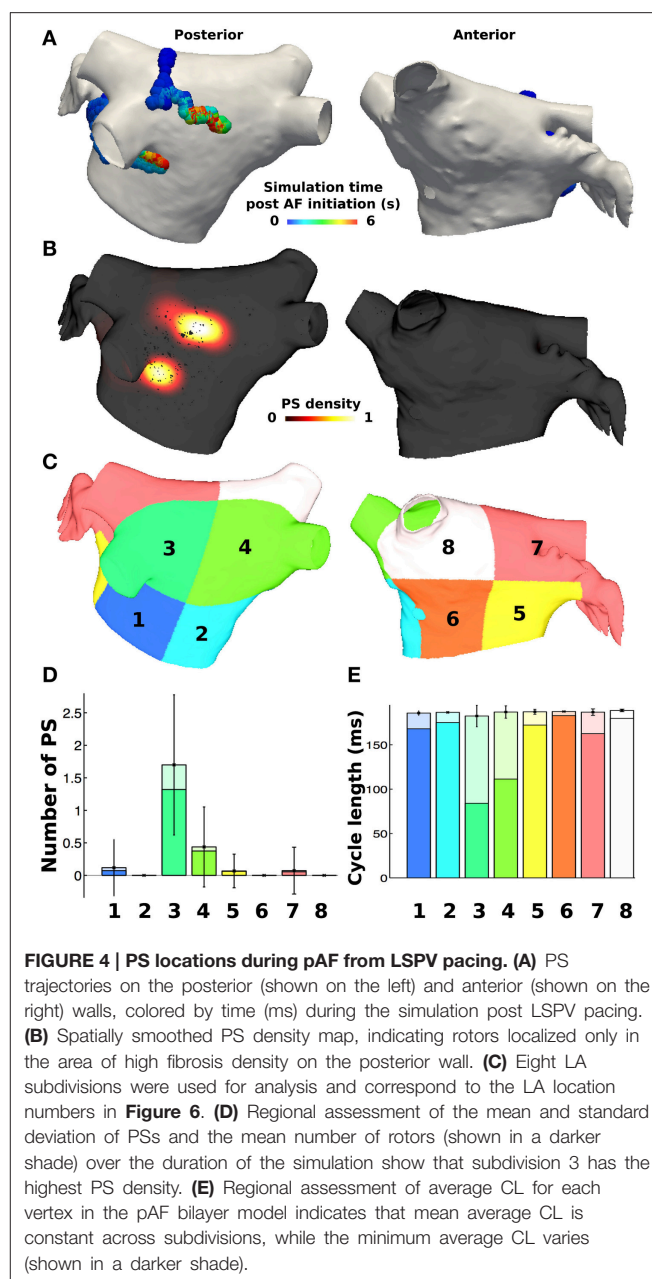 A
Posterior
Anterior
Simulation time
post AF initiation (s)
0 6
B
PS density
0 1
C
3
4
1
2
8
7
6
5
D
E
Number of PS
2.5
2
1.5
1
0.5
0
1 2 3 4 5 6 7 8
Cycle length (ms)
150
100
50
0
1 2 3 4 5 6 7 8
FIGURE 4 | PS locations during pAF from LSPV pacing. (A) PS
trajectories on the posterior (shown on the left) and anterior (shown on the
right) walls, colored by time (ms) during the simulation post LSPV pacing.
(B) Spatially smoothed PS density map, indicating rotors localized only in
the area of high fibrosis density on the posterior wall. (C) Eight LA
subdivisions were used for analysis and correspond to the LA location
numbers in Figure 6. (D) Regional assessment of the mean and standard
deviation of PSs and the mean number of rotors (shown in a darker
shade) over the duration of the simulation show that subdivision 3 has the
highest PS density. (E) Regional assessment of average CL for each
vertex in the pAF bilayer model indicates that mean average CL is
constant across subdivisions, while the minimum average CL varies
(shown in a darker shade).